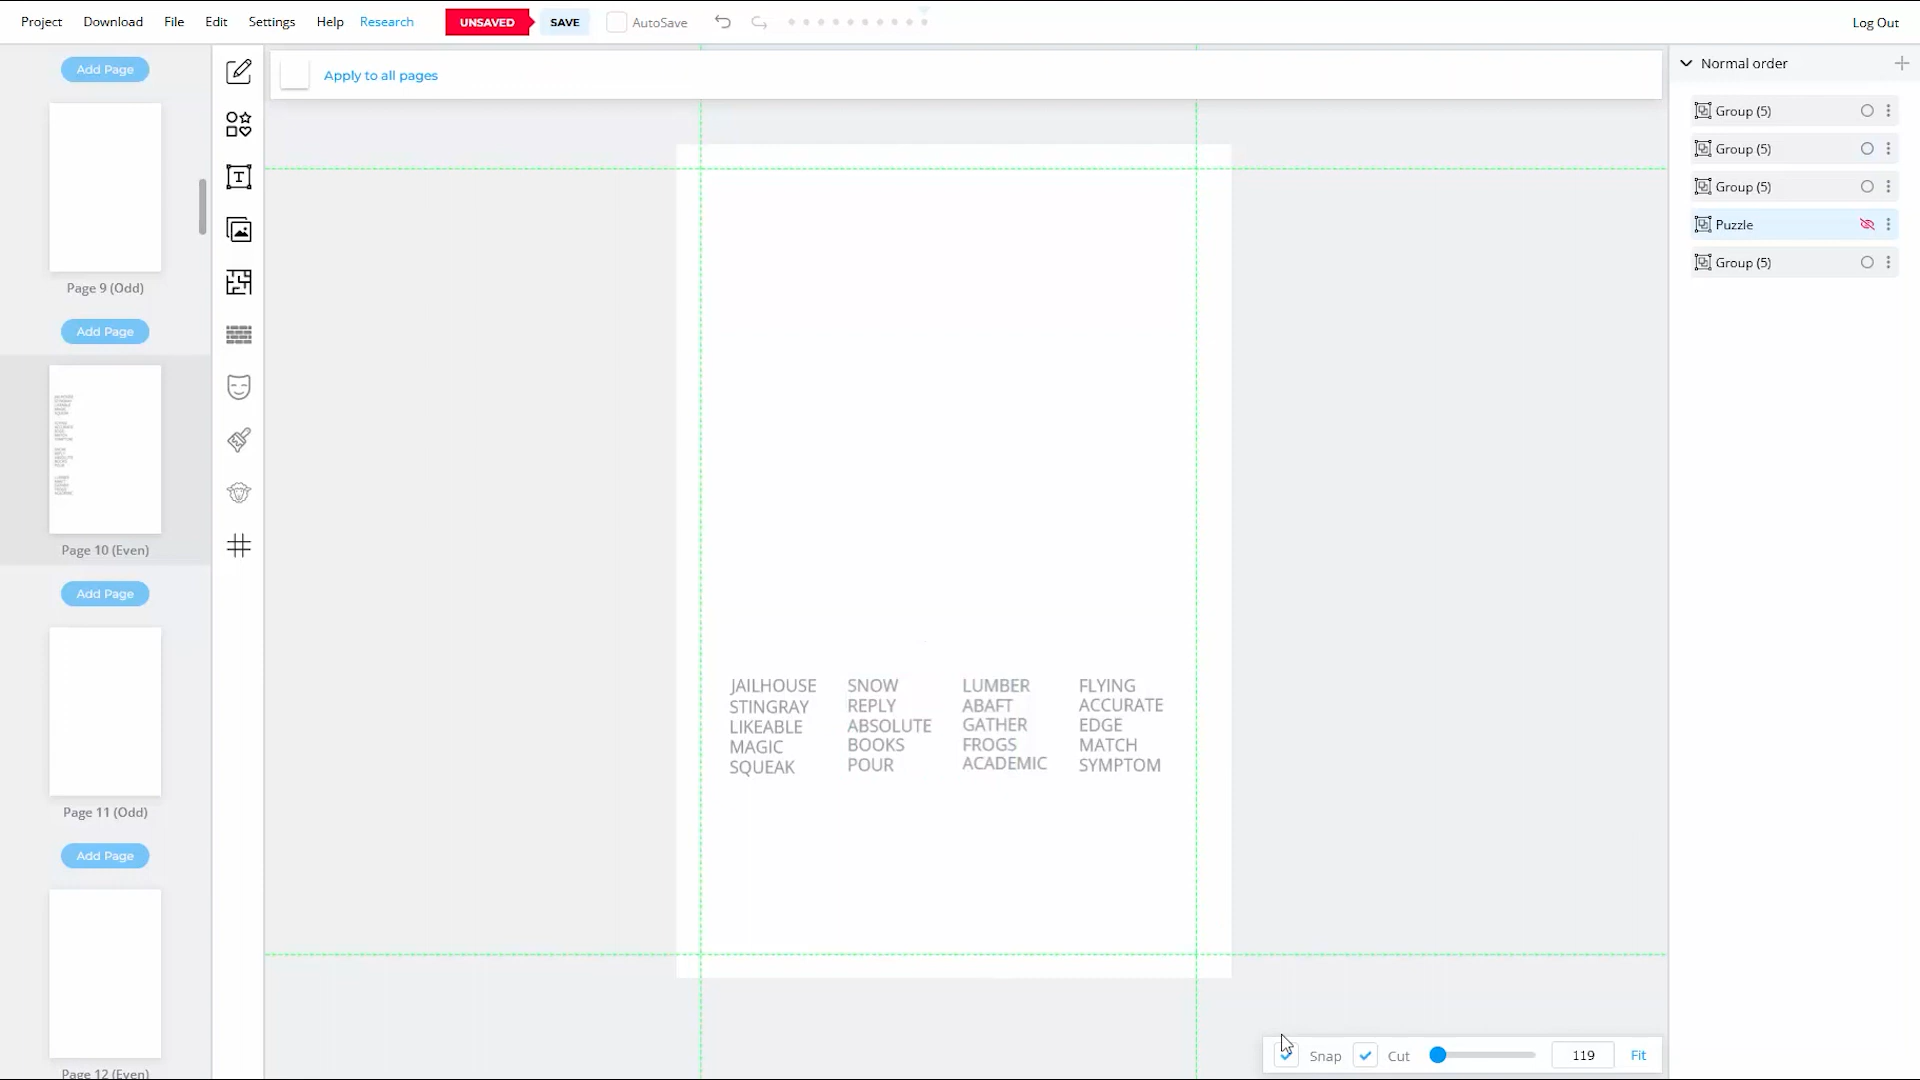 Project Download File Edit Settings Help Research UNSAVED SAVE AutoSave Log Out
Add Page
Page 9 (Odd)
Add Page
Page 10 (Even)
Add Page
Page 11 (Odd)
Add Page
Page 12 (Even)
Apply to all pages
JAILHOUSE
STINGRAY
LIKEABLE
MAGIC
SQUEAK
SNOW
REPLY
ABSOLUTE
BOOKS
POUR
LUMBER
ABAFT
GATHER
FROGS
ACADEMIC
FLYING
ACCURATE
EDGE
MATCH
SYMPTOM
Snap Cut 119 Fit
Normal order
Group (5)
Group (5)
Group (5)
Puzzle
Group (5)